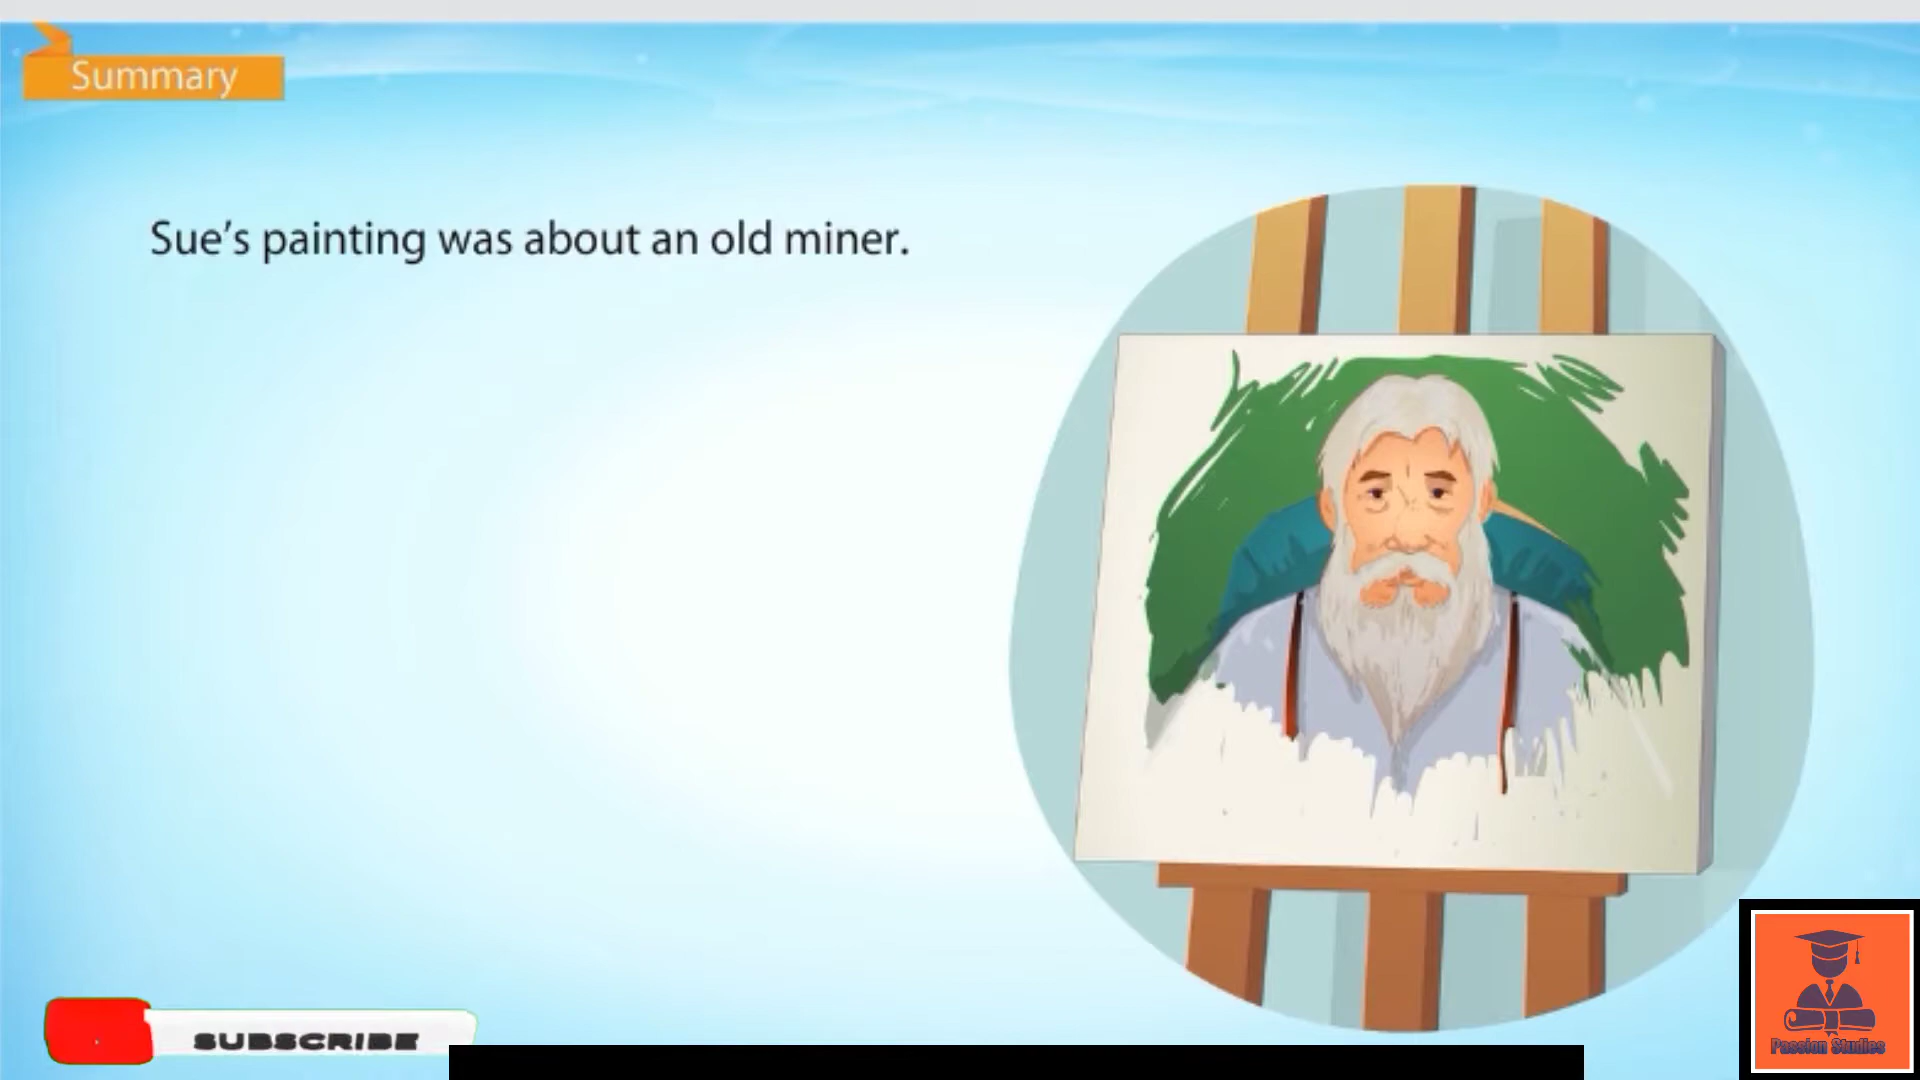 Summary
Sue's painting was about an old miner.
SUBSCRIBE
Passion Studies